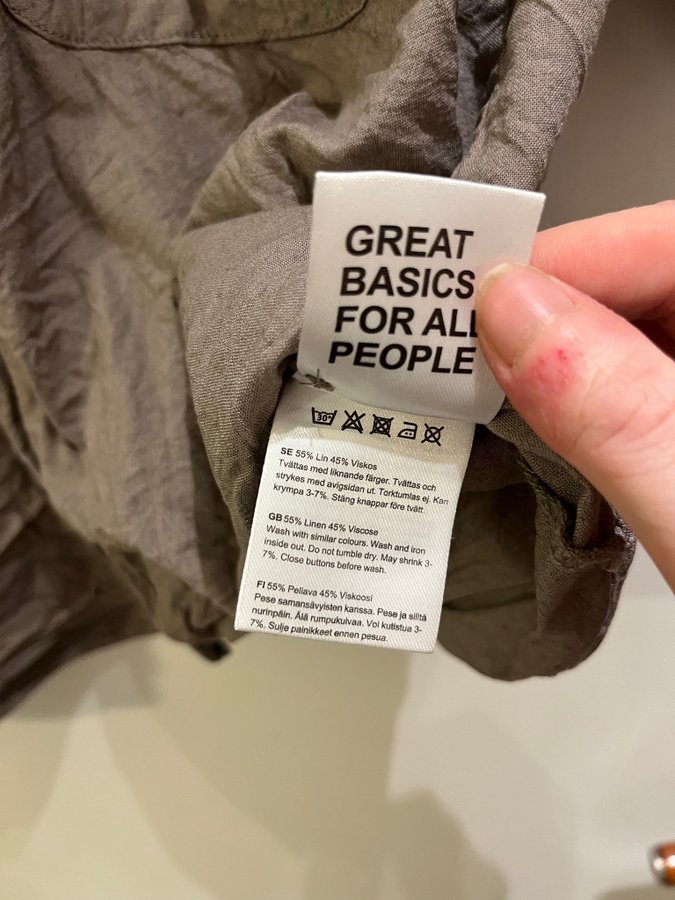 GREAT
BASICS
FOR ALL
PEOPLE
30°
SE 55% Lin 45% Viskos
Tvättas med liknande färger. Tvättas och
strykes med avigsidan ut. Torktumlas ej. Kan
krympa 3-7%. Stäng knappar före tvätt.
GB 55% Linen 45% Viscose
Wash with similar colours. Wash and iron
inside out. Do not tumble dry. May shrink 3-
7%. Close buttons before wash.
FI 55% Pellava 45% Viskoosi
Pese samansävyisten kanssa. Pese ja silitä
nurinpäin. Älä rumpukuivaa. Voi kutistua 3-
7%. Sulje painikkeet ennen pesua.